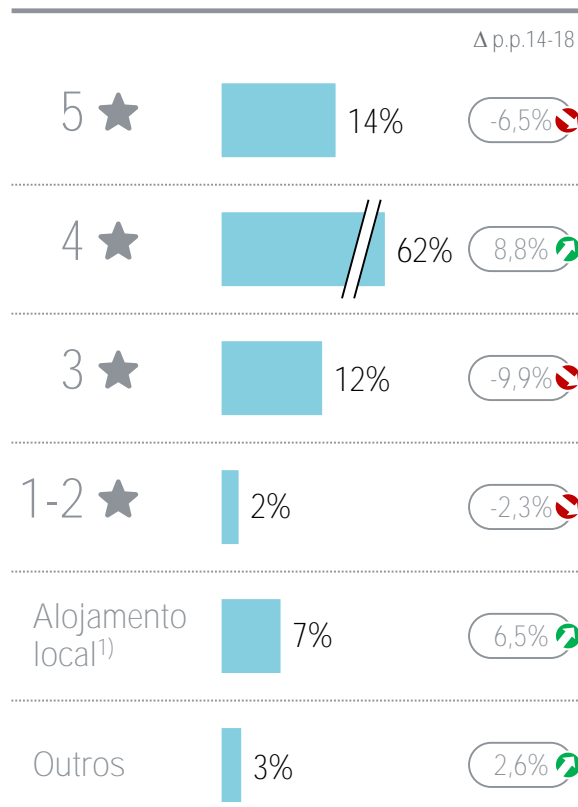 Δ p.p.14-18
5 14% -6,5%
4 62% 8,8%
3 12% -9,9%
1-2 2% -2,3%
Alojamento
local¹⁾ 7% 6,5%
Outros 3% 2,6%